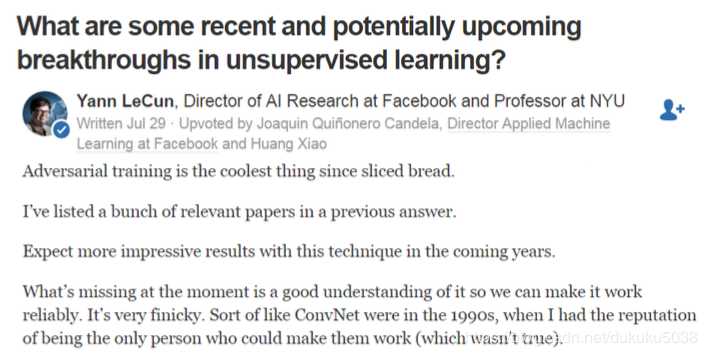 What are some recent and potentially upcoming
breakthroughs in unsupervised learning?
Yann LeCun, Director of AI Research at Facebook and Professor at NYU
Written Jul 29 · Upvoted by Joaquin Quiñonero Candela, Director Applied Machine
Learning at Facebook and Huang Xiao
Adversarial training is the coolest thing since sliced bread.
I've listed a bunch of relevant papers in a previous answer.
Expect more impressive results with this technique in the coming years.
What's missing at the moment is a good understanding of it so we can make it work
reliably. It's very finicky. Sort of like ConvNet were in the 1990s, when I had the reputation
of being the only person who could make them work (which wasn't true).